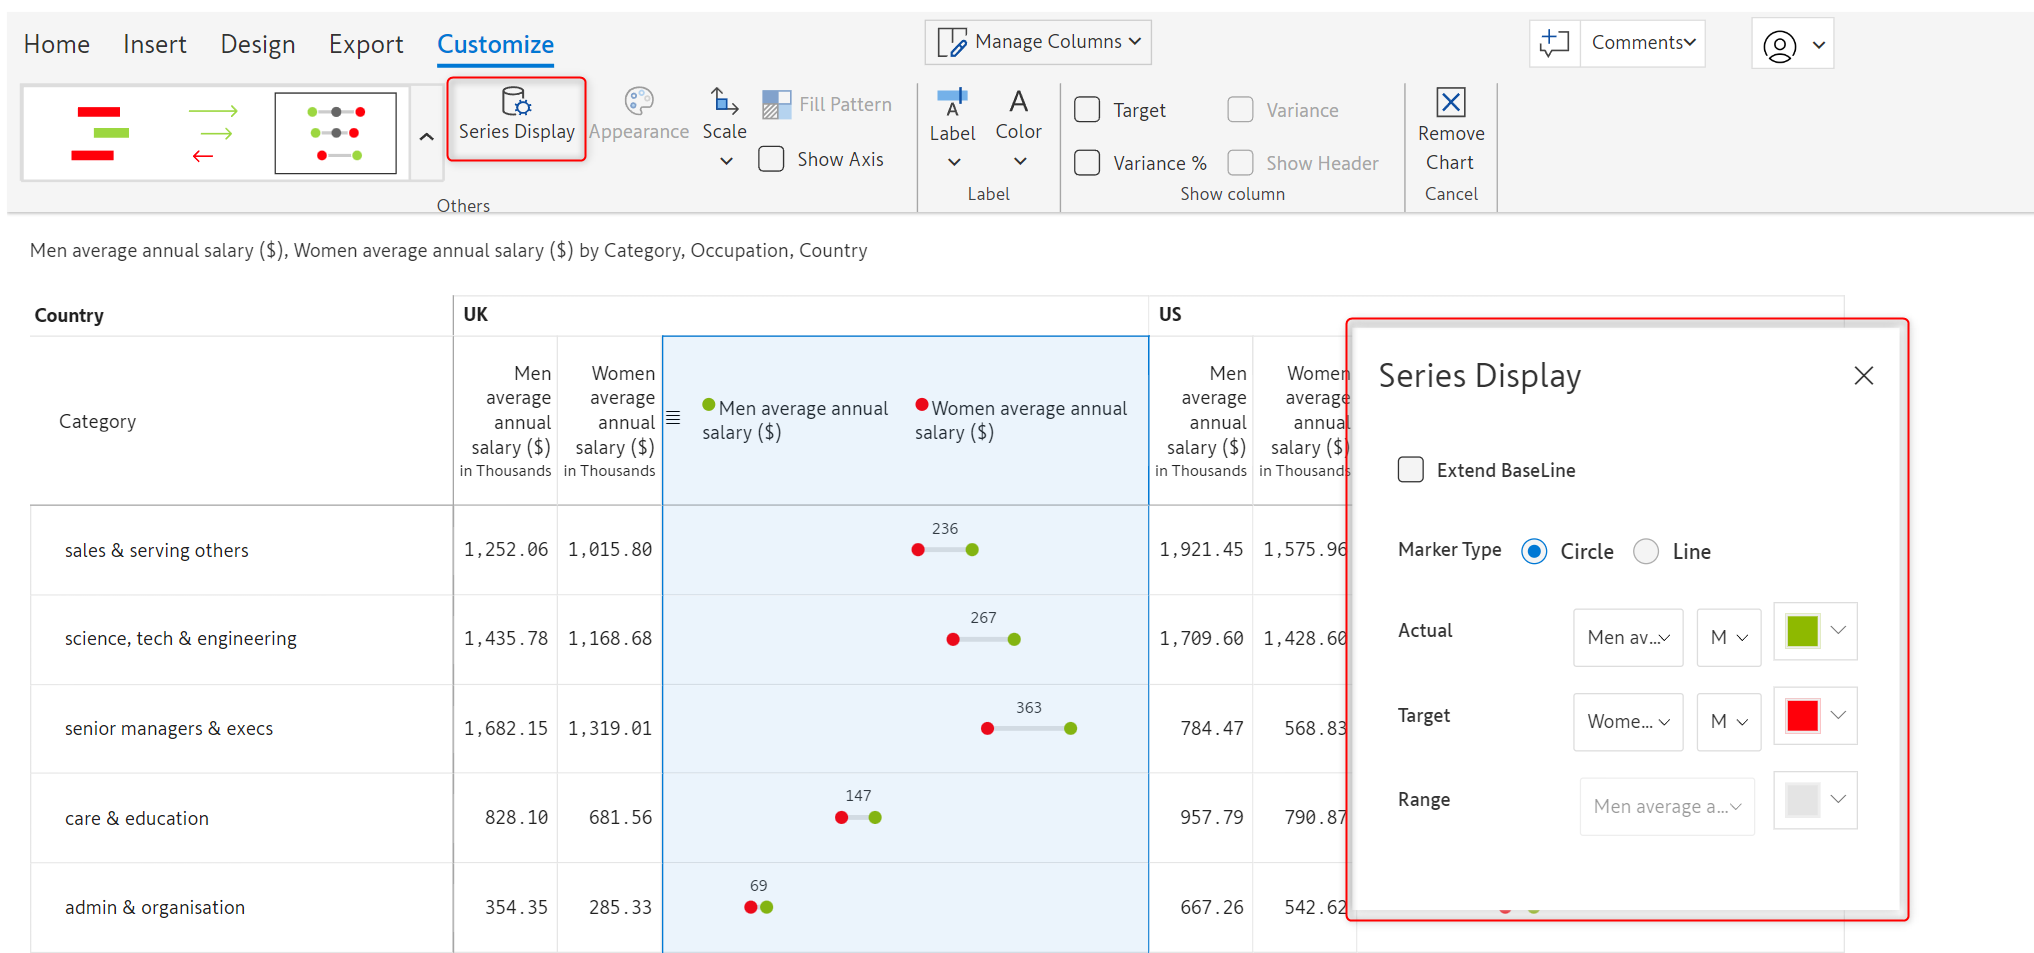 Home Insert Design Export Customize
Manage Columns
Comments
Series Display
Appearance
Scale
Fill Pattern
Show Axis
Others
Label
Color
Label
Target
Variance
Variance %
Show Header
Show column
Remove
Chart
Cancel
Men average annual salary ($), Women average annual salary ($) by Category, Occupation, Country
Country
UK
US
Category
Men
average
annual
salary ($)
in Thousands
Women
average
annual
salary ($)
in Thousands
Men average annual
salary ($)
Women average annual
salary ($)
Men
average
annual
salary ($)
in Thousands
Women
average
annual
salary ($)
in Thousands
sales & serving others 1,252.06 1,015.80 236 1,921.45 1,575.96
science, tech & engineering 1,435.78 1,168.68 267 1,709.60 1,428.60
senior managers & execs 1,682.15 1,319.01 363 784.47 568.83
care & education 828.10 681.56 147 957.79 790.87
admin & organisation 354.35 285.33 69 667.26 542.62
Series Display
Extend BaseLine
Marker Type Circle Line
Actual Men av... M
Target Wome... M
Range Men average a...